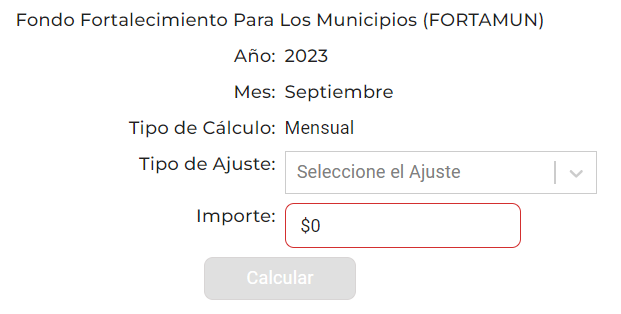 Fondo Fortalecimiento Para Los Municipios (FORTAMUN)
Año: 2023
Mes: Septiembre
Tipo de Cálculo: Mensual
Tipo de Ajuste: Seleccione el Ajuste
Importe: $0
Calcular